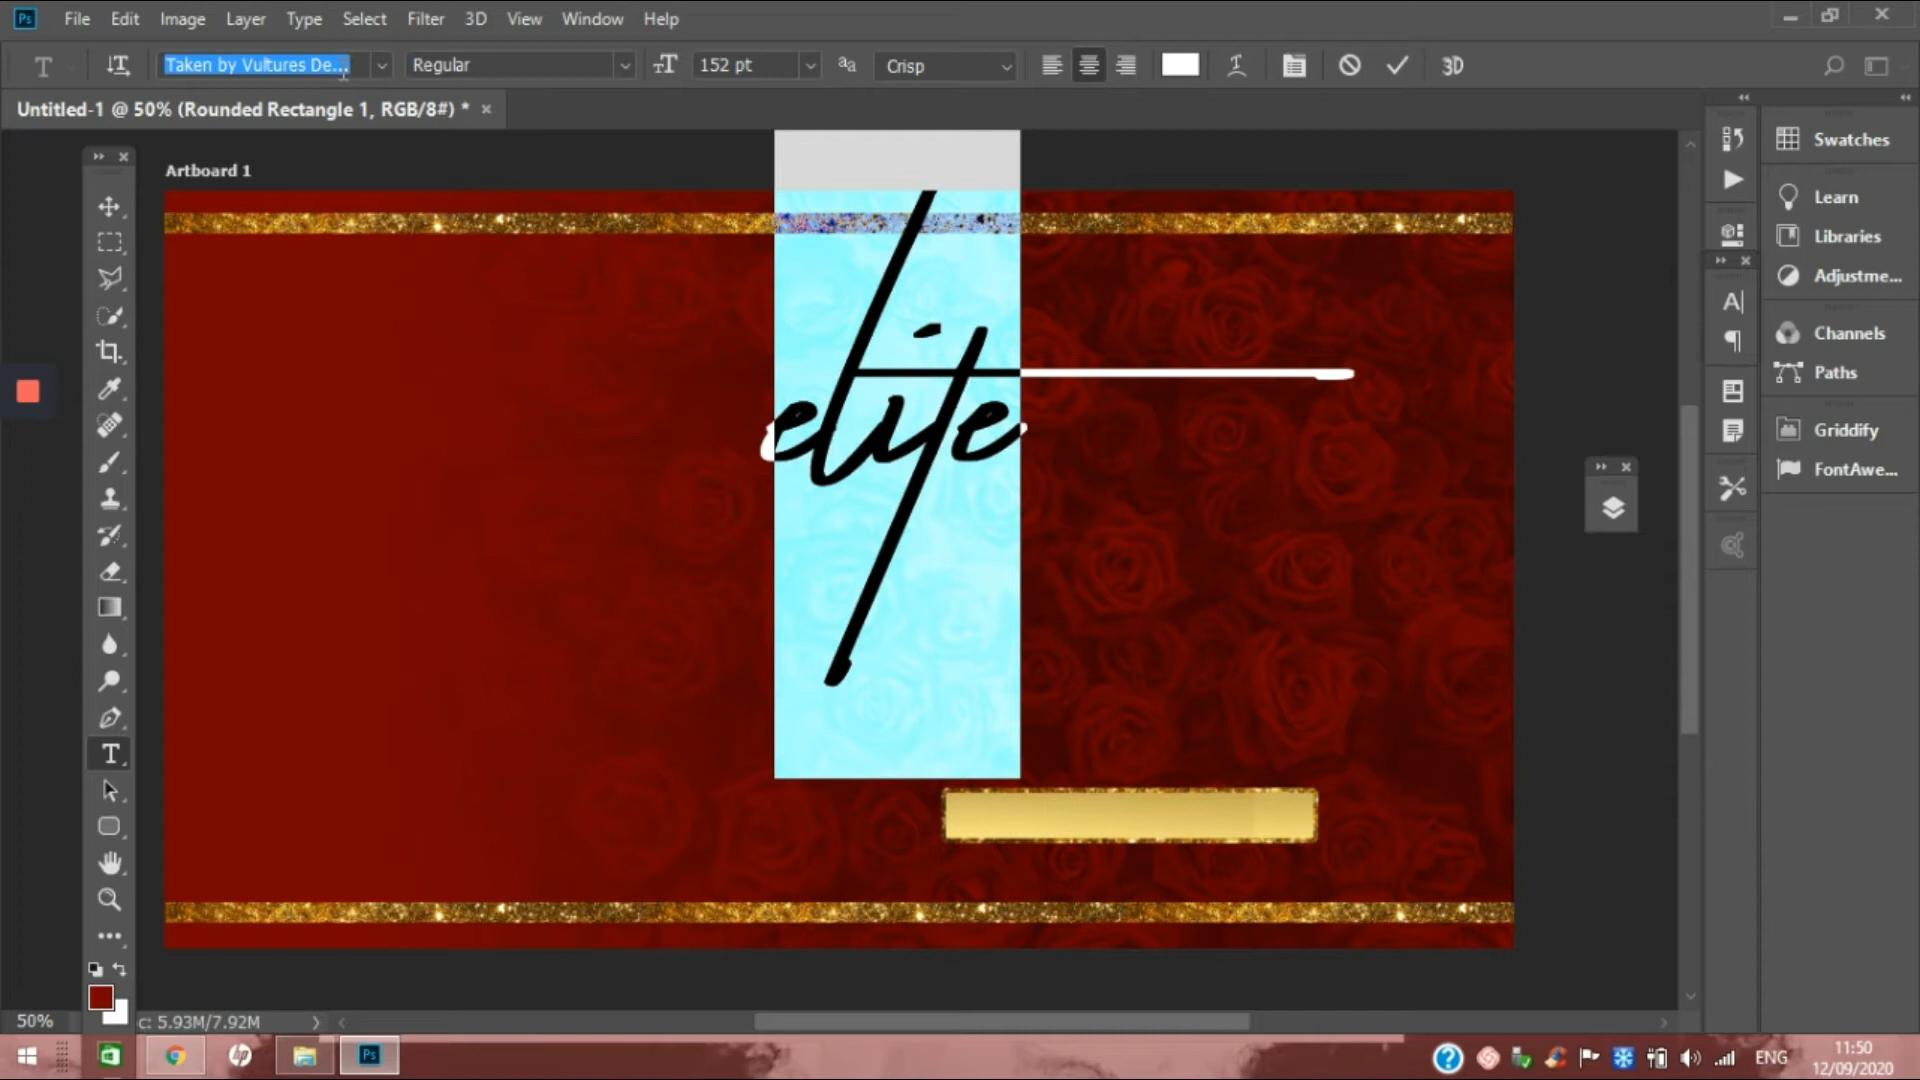 File Edit Image Layer Type Select Filter 3D View Window Help
Taken by Vultures De... Regular 152 pt Crisp 3D
Untitled-1 @ 50% (Rounded Rectangle 1, RGB/8#) *
Artboard 1
Swatches
Learn
Libraries
Adjustme...
Channels
Paths
Griddify
FontAwe...
elite
50% c: 5.93M/7.92M
ENG 11:50
12/09/2020